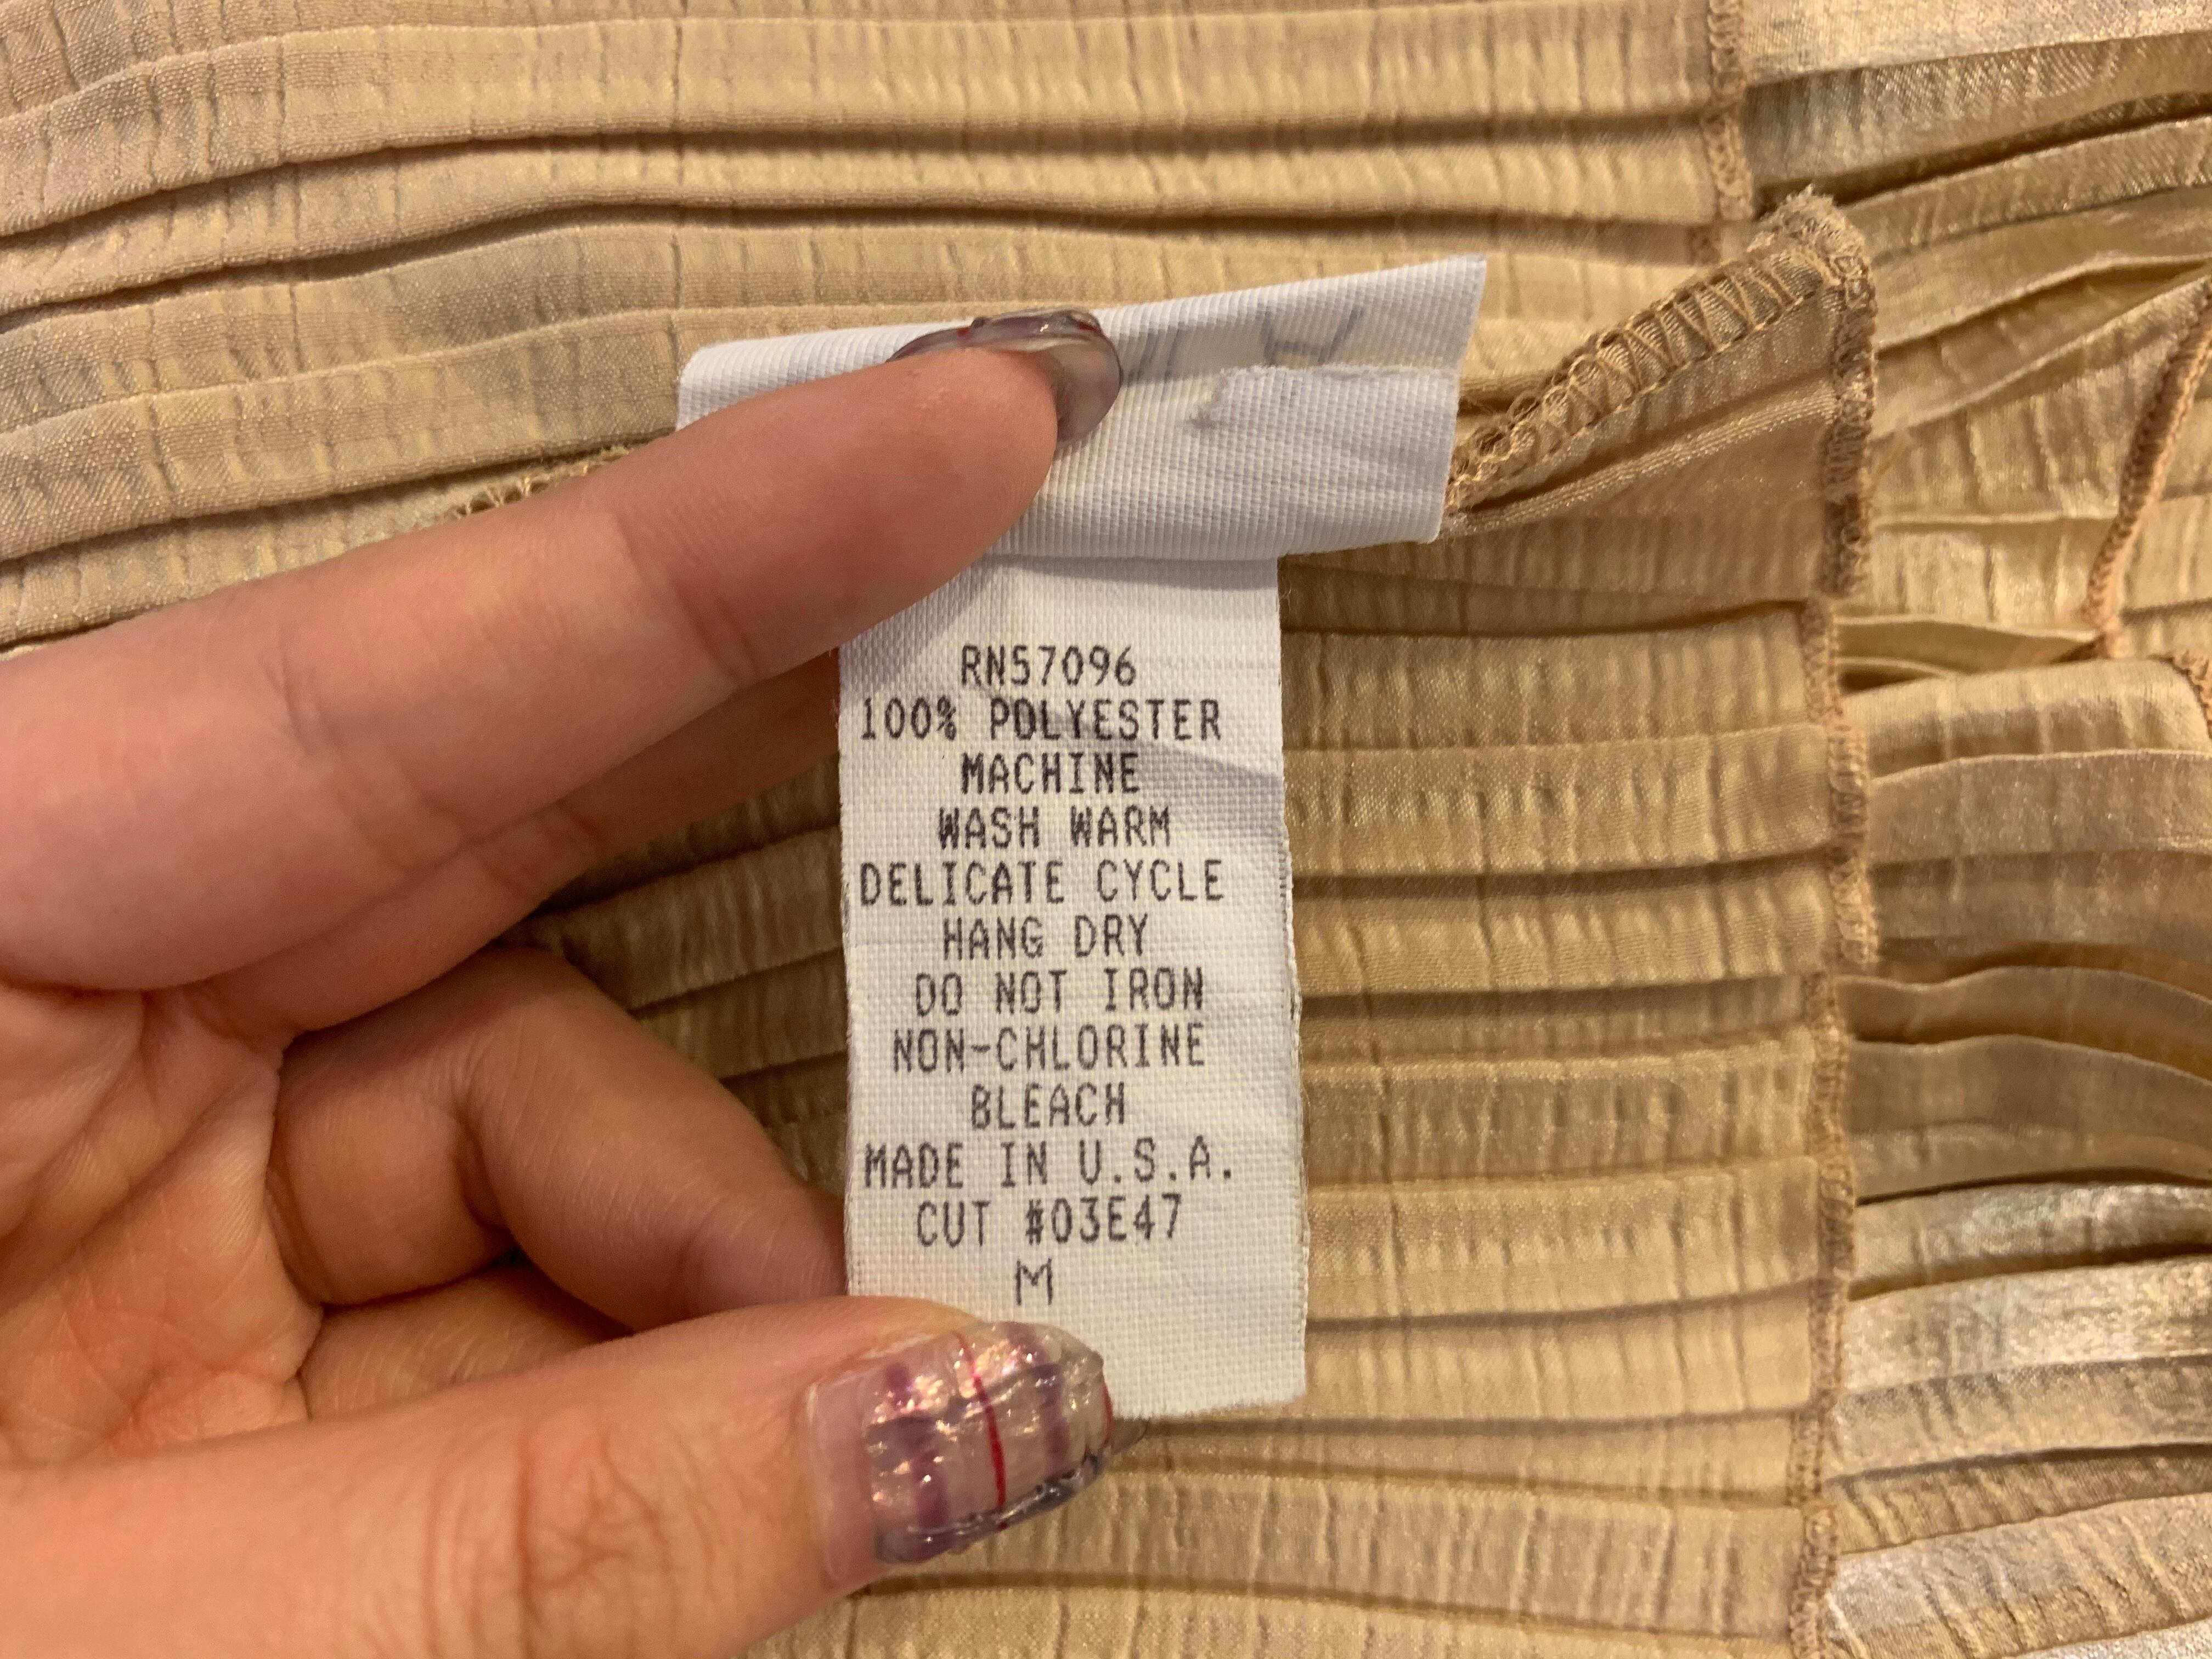 RN57096
100% POLYESTER
MACHINE
WASH WARM
DELICATE CYCLE
HANG DRY
DO NOT IRON
NON-CHLORINE
BLEACH
MADE IN U.S.A.
CUT #03E47
M